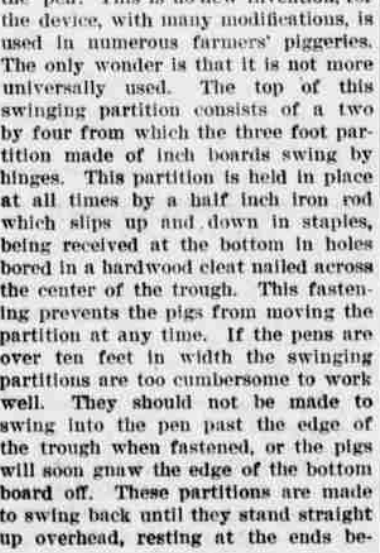 the device, with many modifications, is
used in numerous farmers' piggeries.
The only wonder is that it is not more
universally used. The top of this
swinging partition consists of a two
by four from which the three foot par-
tition made of inch boards swing by
hinges. This partition is held in place
at all times by a half inch iron rod
which slips up and down in staples,
being received at the bottom in holes
bored in a hardwood cleat nailed across
the center of the trough. This fasten-
ing prevents the pigs from moving the
partition at any time. If the pens are
over ten feet in width the swinging
partitions are too cumbersome to work
well. They should not be made to
swing into the pen past the edge of
the trough when fastened, or the pigs
will soon gnaw the edge of the bottom
board off. These partitions are made
to swing back until they stand straight
up overhead, resting at the ends be-